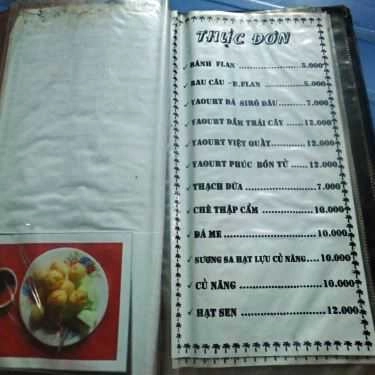 THỰC ĐƠN
BÁNH FLAN ..................5.000
RAU CÂU -B.FLAN ............5.000
YAOURT ĐÁ SIRÔ DÂU ........7.000
YAOURT DẦM TRÁI CÂY ......12.000
YAOURT VIỆT QUẤT .........12.000
YAOURT PHÚC BỒN TỬ ......12.000
THẠCH DỪA ..................7.000
CHÈ THẬP CẨM ..............10.000
ĐÁ ME ......................10.000
SƯƠNG SA HẠT LỰU CỦ NĂNG....10.000
CỦ NĂNG ...................10.000
HẠT SEN ...................12.000